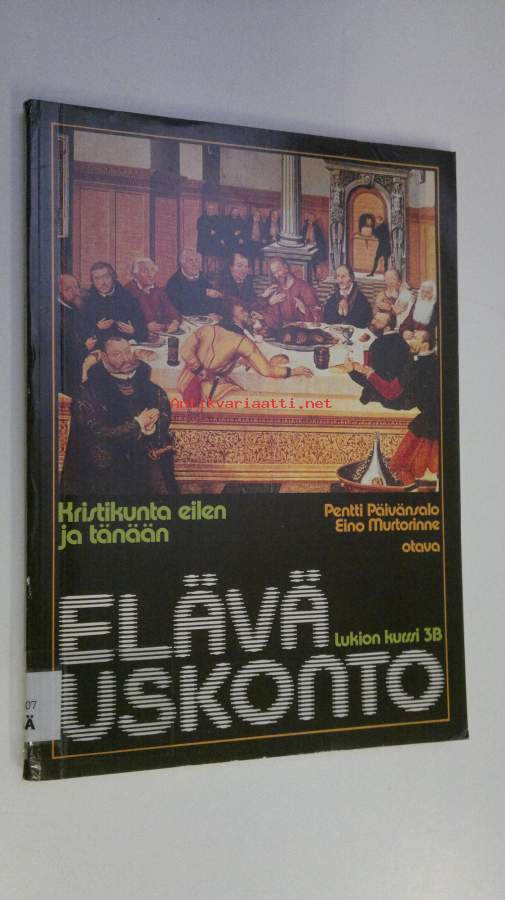 Antikvariaatti.net
Kristikunta eilen
ja tänään
Pentti Päivänsalo
Eino Murtorinne
otava
ELÄVÄ
Lukion kurssi 3B
USKONTO
07
Ä